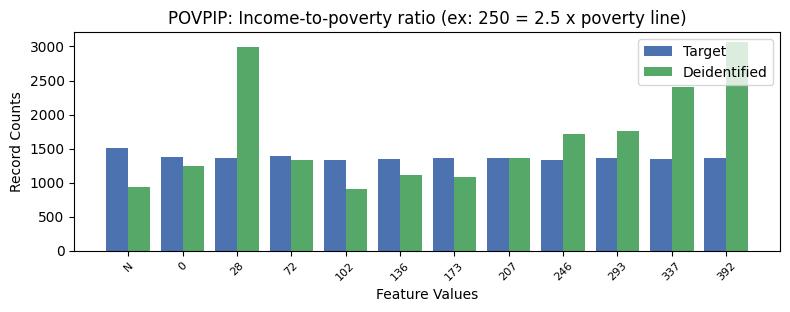 POVPIP: Income-to-poverty ratio (ex: 250 = 2.5 x poverty line)
Target
Deidentified
Record Counts
3000
2500
2000
1500
1000
500
0
N 0 28 72 102 136 173 207 246 293 337 392
Feature Values